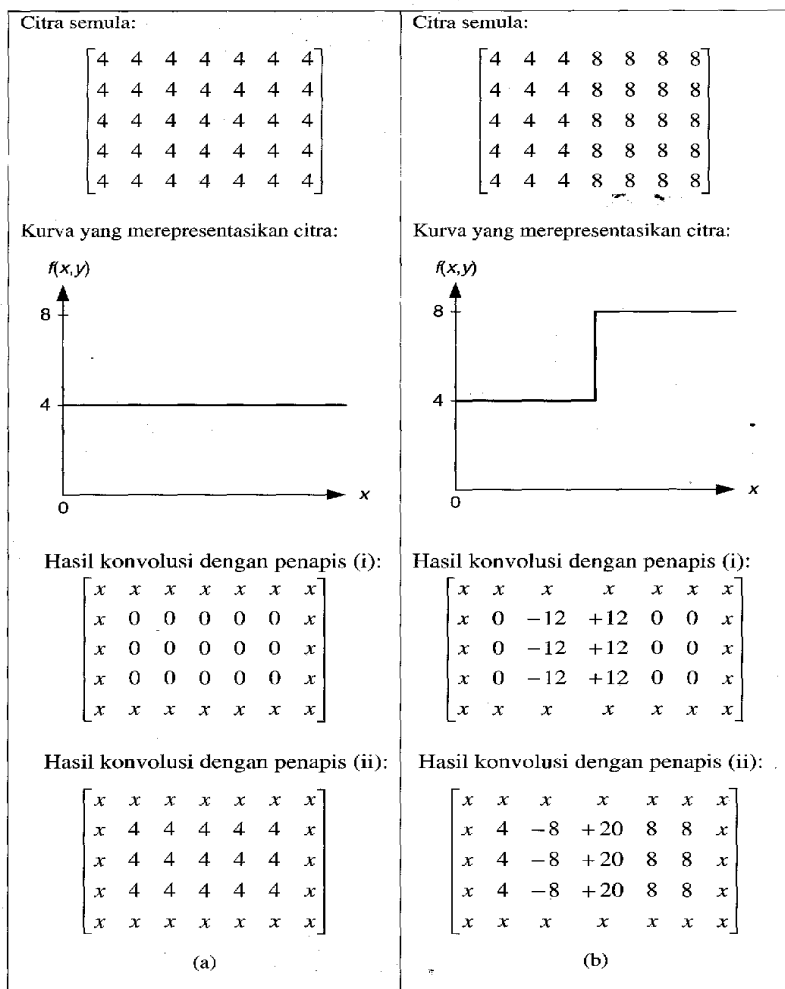 Citra semula:
4 4 4 4 4 4 4
4 4 4 4 4 4 4
4 4 4 4 4 4 4
4 4 4 4 4 4 4
4 4 4 4 4 4 4
Kurva yang merepresentasikan citra:
f(x,y)
8
4
0
x
Hasil konvolusi dengan penapis (i):
x x x x x x x
x 0 0 0 0 0 x
x 0 0 0 0 0 x
x 0 0 0 0 0 x
x x x x x x x
Hasil konvolusi dengan penapis (ii):
x x x x x x x
x 4 4 4 4 4 x
x 4 4 4 4 4 x
x 4 4 4 4 4 x
x x x x x x x
(a)
Citra semula:
4 4 4 8 8 8 8
4 4 4 8 8 8 8
4 4 4 8 8 8 8
4 4 4 8 8 8 8
4 4 4 8 8 8 8
Kurva yang merepresentasikan citra:
f(x,y)
8
4
0
x
Hasil konvolusi dengan penapis (i):
x x x x x x x
x 0 −12 +12 0 0 x
x 0 −12 +12 0 0 x
x 0 −12 +12 0 0 x
x x x x x x x
Hasil konvolusi dengan penapis (ii):
x x x x x x x
x 4 −8 +20 8 8 x
x 4 −8 +20 8 8 x
x 4 −8 +20 8 8 x
x x x x x x x
(b)